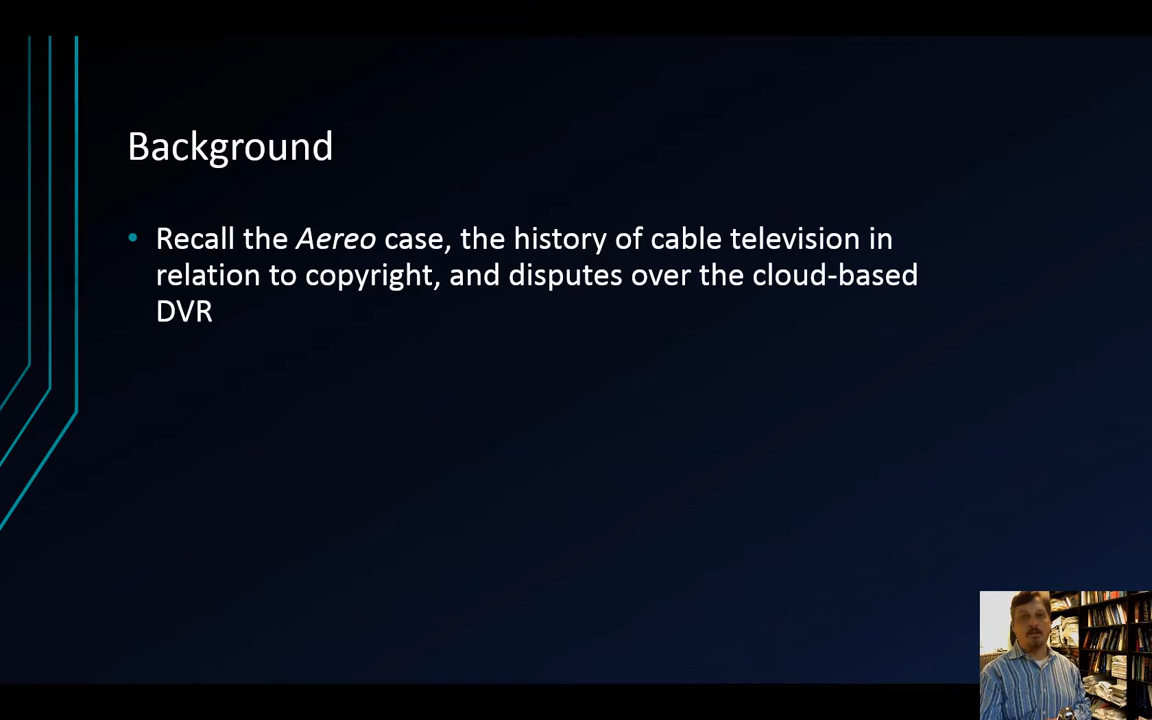 Background
• Recall the Aereo case, the history of cable television in
relation to copyright, and disputes over the cloud-based
DVR